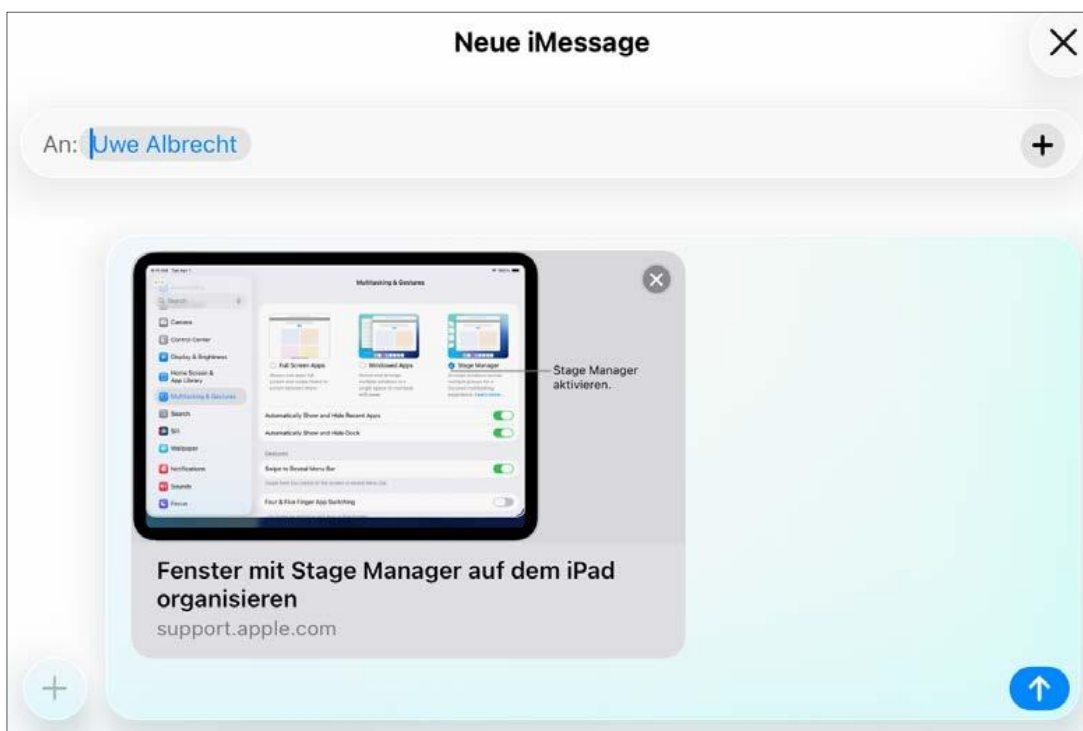 Neue iMessage
An: Uwe Albrecht
Multitasking & Gestures
Search
Camera
Control Center
Display & Brightness
Home Screen &
App Library
Multitasking & Gestures
Search
Siri
Wallpaper
Notifications
Sounds
Focus
Full Screen Apps
Windowed Apps
Stage Manager
Automatically Show and Hide Recent Apps
Automatically Show and Hide Dock
Gestures
Swipe to Reveal Menu Bar
Four & Five Finger App Switching
Stage Manager
aktivieren.
Fenster mit Stage Manager auf dem iPad
organisieren
support.apple.com